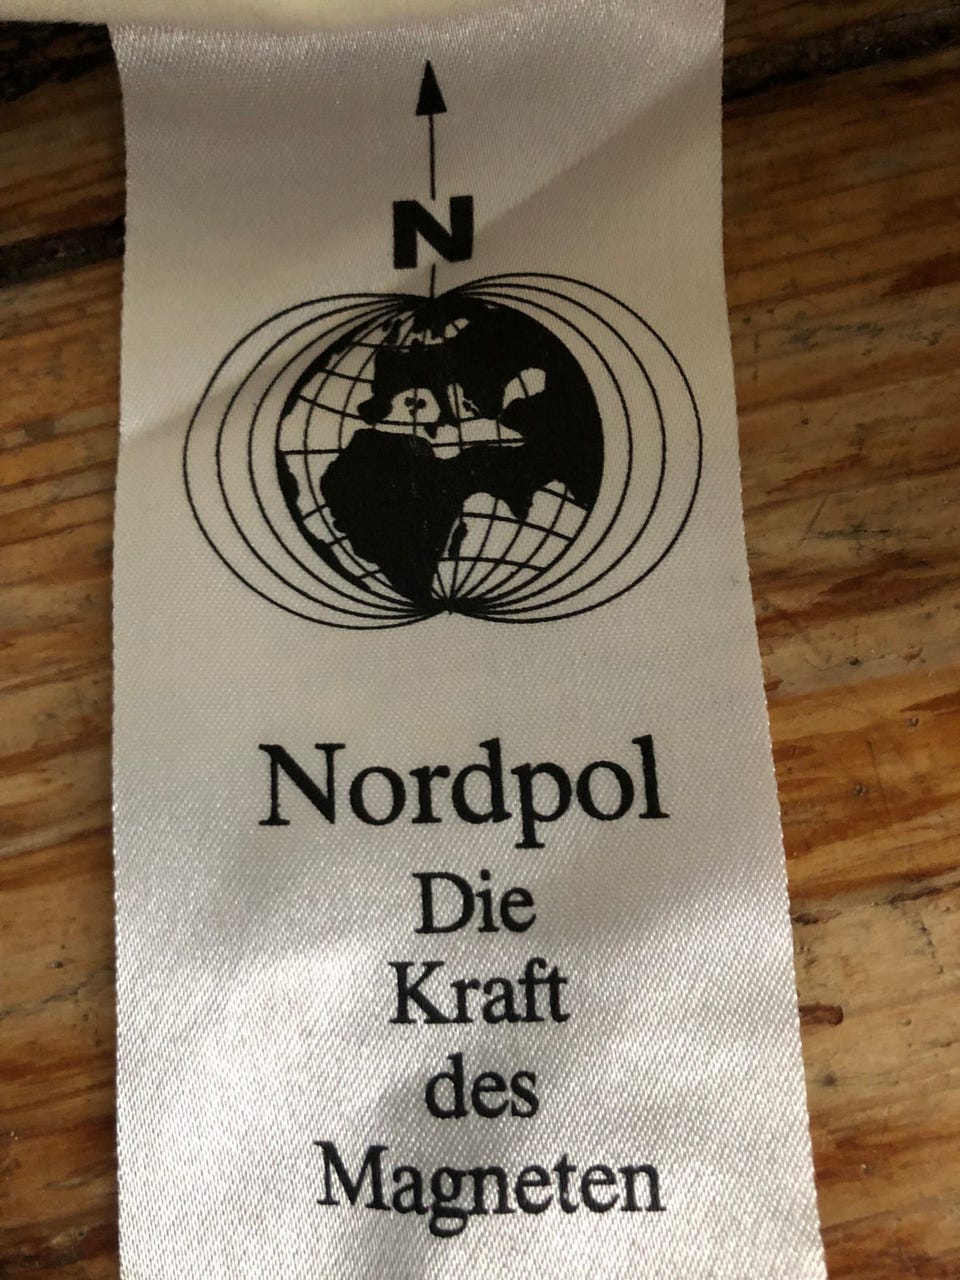 N
Nordpol
Die
Kraft
des
Magneten